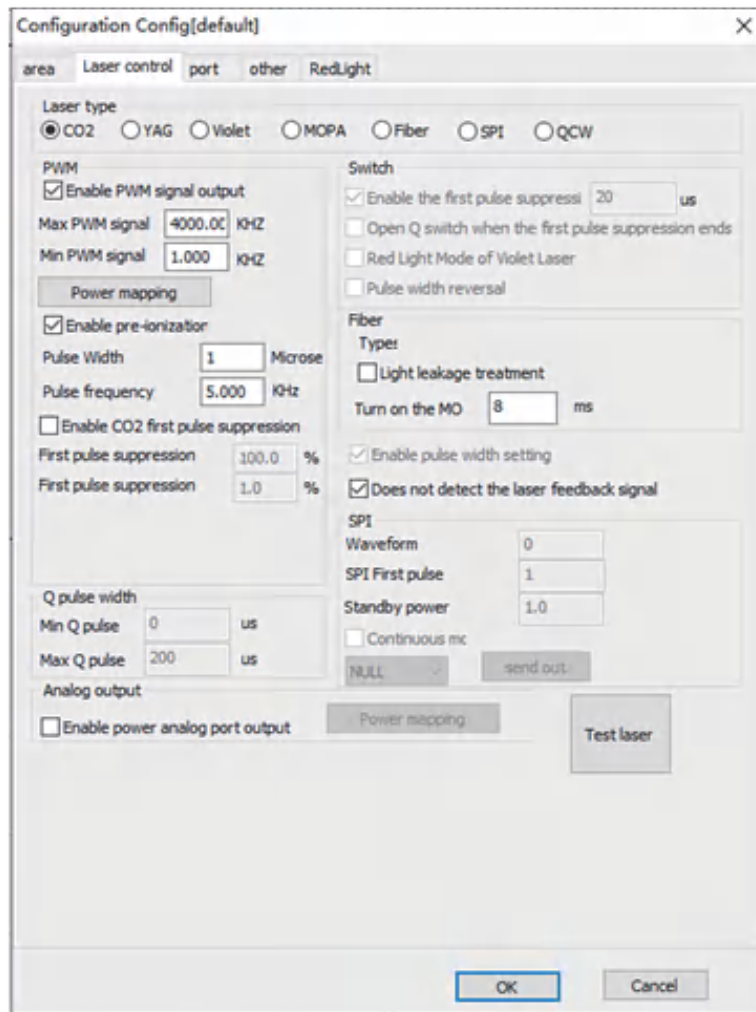 Configuration Config[default]
area Laser control port other RedLight
Laser type
CO2 YAG Violet MOPA Fiber SPI QCW
PWM
Enable PWM signal output
Max PWM signal 4000.00 KHZ
Min PWM signal 1.000 KHZ
Power mapping
Enable pre-ionization
Pulse Width 1 Microse
Pulse frequency 5.000 KHz
Enable CO2 first pulse suppression
First pulse suppression 100.0 %
First pulse suppression 1.0 %
Q pulse width
Min Q pulse 0 us
Max Q pulse 200 us
Analog output
Enable power analog port output
Power mapping
Switch
Enable the first pulse suppressi 20 us
Open Q switch when the first pulse suppression ends
Red Light Mode of Violet Laser
Pulse width reversal
Fiber
Type:
Light leakage treatment
Turn on the MO 8 ms
Enable pulse width setting
Does not detect the laser feedback signal
SPI
Waveform 0
SPI First pulse 1
Standby power 1.0
Continuous mc
NULL send out
Test laser
OK Cancel